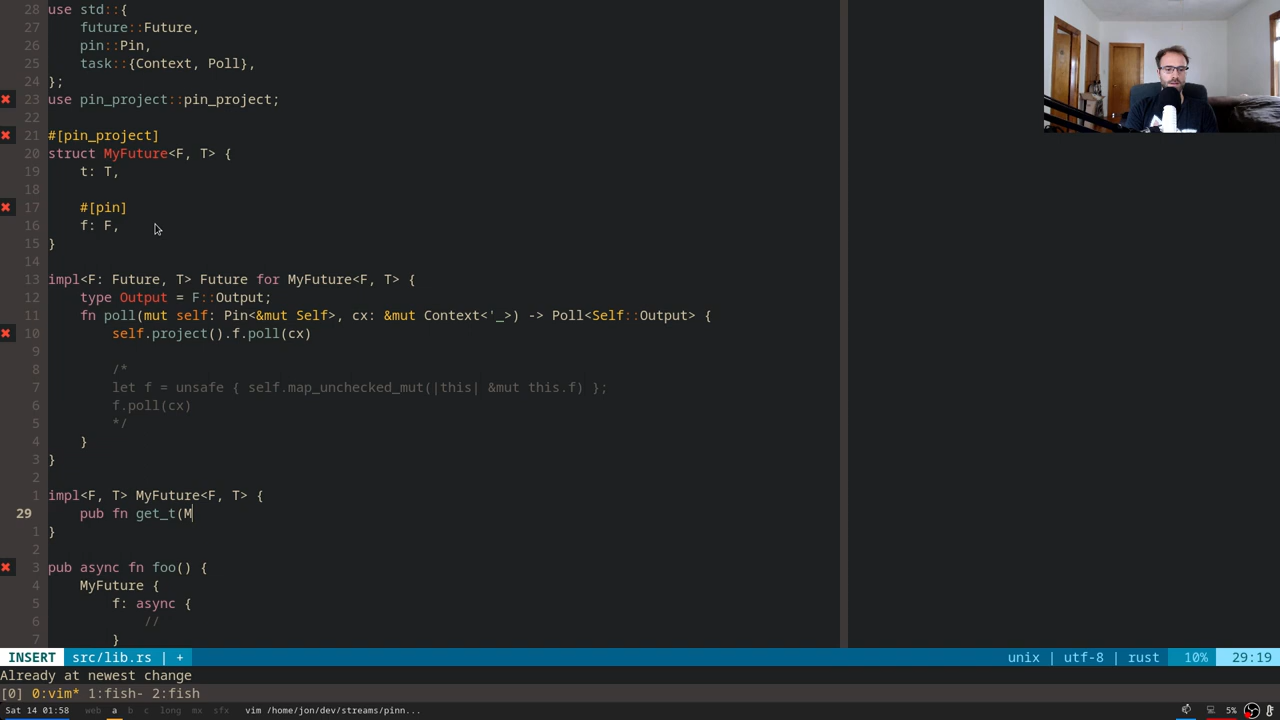 28 use std::{
27     future::Future,
26     pin::Pin,
25     task::{Context, Poll},
24 };
✖ 23 use pin_project::pin_project;
22
✖ 21 #[pin_project]
20 struct MyFuture<F, T> {
19     t: T,
18
✖ 17     #[pin]
16     f: F,
15 }
14
13 impl<F: Future, T> Future for MyFuture<F, T> {
12     type Output = F::Output;
11     fn poll(mut self: Pin<&mut Self>, cx: &mut Context<'_>) -> Poll<Self::Output> {
✖ 10         self.project().f.poll(cx)
9
8         /*
7         let f = unsafe { self.map_unchecked_mut(|this| &mut this.f) };
6         f.poll(cx)
5         */
4     }
3 }
2
1 impl<F, T> MyFuture<F, T> {
29     pub fn get_t(M
1 }
2
✖ 3 pub async fn foo() {
4     MyFuture {
5         f: async {
6             //
7         }
INSERT src/lib.rs | + unix | utf-8 | rust 10% 29:19
Already at newest change
[0] 0:vim* 1:fish- 2:fish
Sat 14 01:58 web a b c long mx sfx vim /home/jon/dev/streams/pinn... 5%